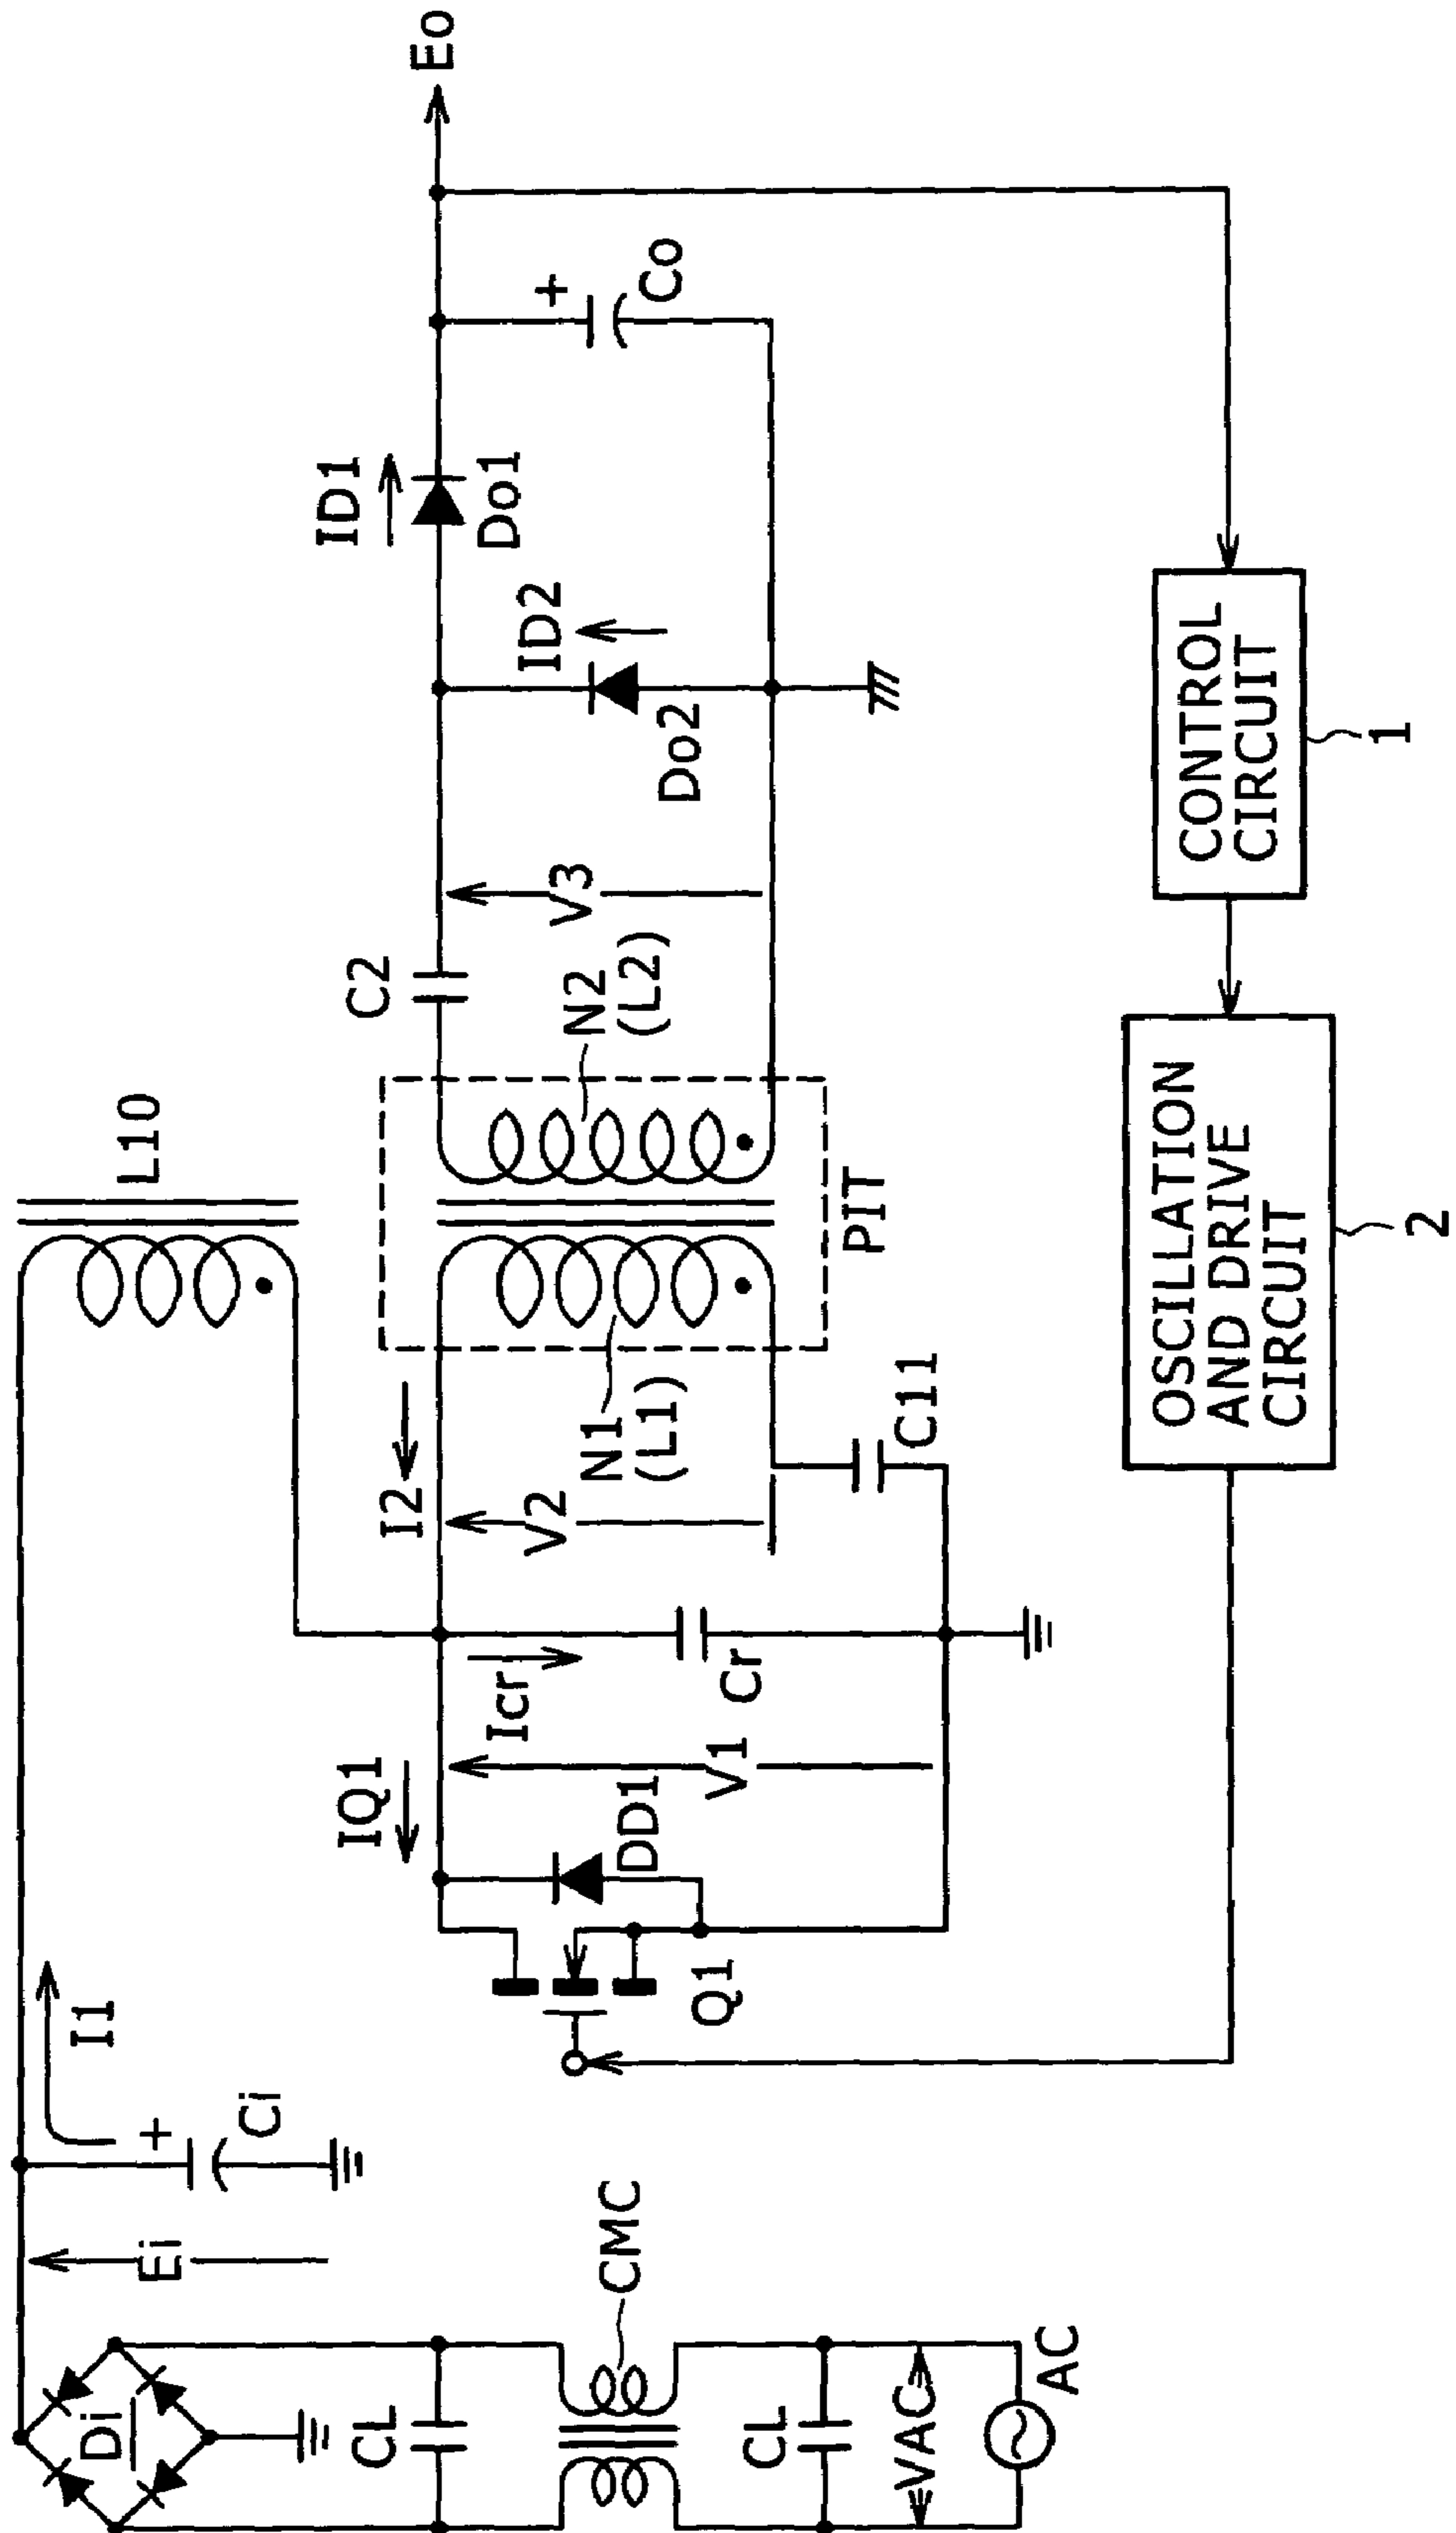 Eo
Co
+
ID1
Do1
ID2
Do2
V3
C2
N2
(L2)
L10
PIT
N1
(L1)
I2
V2
C11
Icr
Cr
V1
IQ1
DD1
Q1
I1
+
Ci
Ei
Di
CL
CMC
CL
VAC
AC
CONTROL
CIRCUIT
1
OSCILLATION
AND DRIVE
CIRCUIT
2